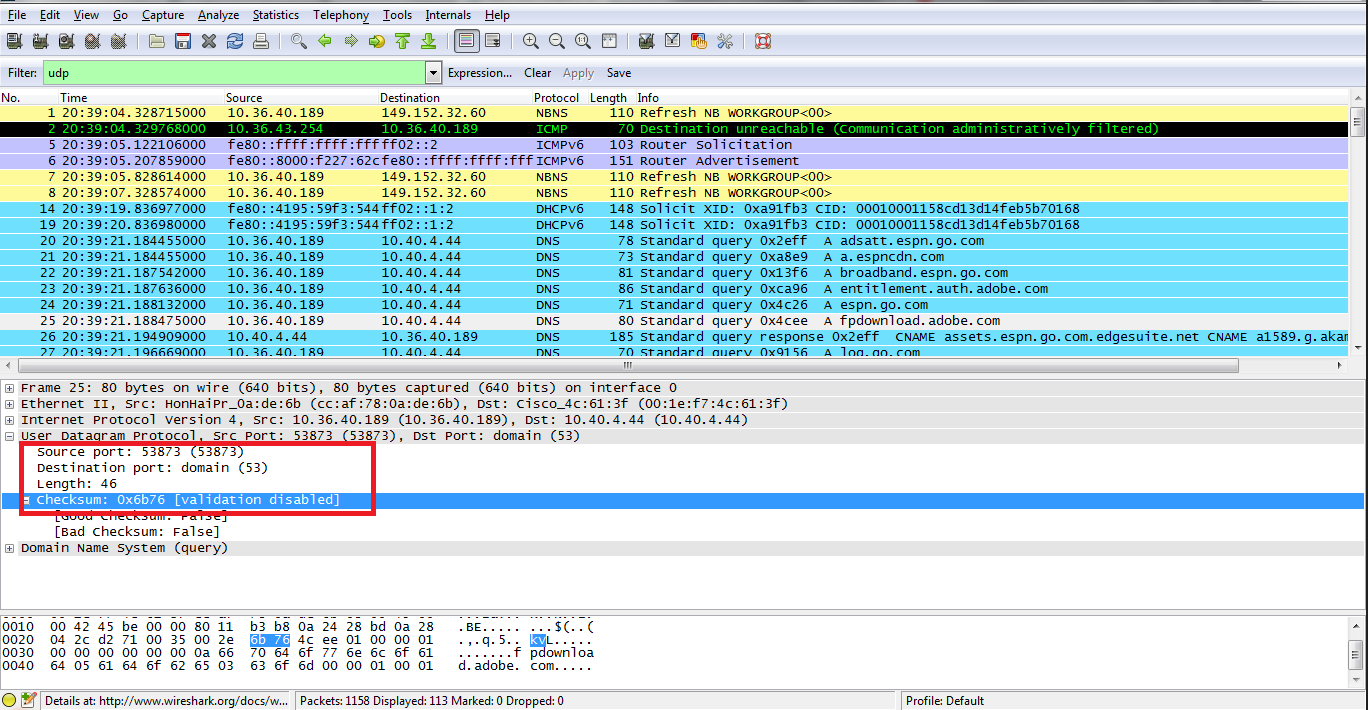 File Edit View Go Capture Analyze Statistics Telephony Tools Internals Help
Filter: udp Expression... Clear Apply Save
No. Time Source Destination Protocol Length Info
1 20:39:04.328715000 10.36.40.189 149.152.32.60 NBNS 110 Refresh NB WORKGROUP<00>
2 20:39:04.329768000 10.36.43.254 10.36.40.189 ICMP 70 Destination unreachable (Communication administratively filtered)
5 20:39:05.122106000 fe80::ffff:ffff:fff ff02::2 ICMPv6 103 Router Solicitation
6 20:39:05.207859000 fe80::8000:f227:62c fe80::ffff:ffff:fff ICMPv6 151 Router Advertisement
7 20:39:05.828614000 10.36.40.189 149.152.32.60 NBNS 110 Refresh NB WORKGROUP<00>
8 20:39:07.328574000 10.36.40.189 149.152.32.60 NBNS 110 Refresh NB WORKGROUP<00>
14 20:39:19.836977000 fe80::4195:59f3:544 ff02::1:2 DHCPv6 148 Solicit XID: 0xa91fb3 CID: 00010001158cd13d14feb5b70168
19 20:39:20.836980000 fe80::4195:59f3:544 ff02::1:2 DHCPv6 148 Solicit XID: 0xa91fb3 CID: 00010001158cd13d14feb5b70168
20 20:39:21.184455000 10.36.40.189 10.40.4.44 DNS 78 Standard query 0x2eff A adsatt.espn.go.com
21 20:39:21.184455000 10.36.40.189 10.40.4.44 DNS 73 Standard query 0xa8e9 A a.espncdn.com
22 20:39:21.187542000 10.36.40.189 10.40.4.44 DNS 81 Standard query 0x13f6 A broadband.espn.go.com
23 20:39:21.187636000 10.36.40.189 10.40.4.44 DNS 86 Standard query 0xca96 A entitlement.auth.adobe.com
24 20:39:21.188132000 10.36.40.189 10.40.4.44 DNS 71 Standard query 0x4c26 A espn.go.com
25 20:39:21.188475000 10.36.40.189 10.40.4.44 DNS 80 Standard query 0x4cee A fpdownload.adobe.com
26 20:39:21.194909000 10.40.4.44 10.36.40.189 DNS 185 Standard query response 0x2eff CNAME assets.espn.go.com.edgesuite.net CNAME a1589.g.akam
27 20:39:21.196669000 10.36.40.189 10.40.4.44 DNS 70 Standard query 0x9156 A log.go.com
Frame 25: 80 bytes on wire (640 bits), 80 bytes captured (640 bits) on interface 0
Ethernet II, Src: HonHaiPr_0a:de:6b (cc:af:78:0a:de:6b), Dst: Cisco_4c:61:3f (00:1e:f7:4c:61:3f)
Internet Protocol Version 4, Src: 10.36.40.189 (10.36.40.189), Dst: 10.40.4.44 (10.40.4.44)
User Datagram Protocol, Src Port: 53873 (53873), Dst Port: domain (53)
Source port: 53873 (53873)
Destination port: domain (53)
Length: 46
Checksum: 0x6b76 [validation disabled]
[Good Checksum: False]
[Bad Checksum: False]
Domain Name System (query)
0010 00 42 45 be 00 00 80 11 b3 b8 0a 24 28 bd 0a 28 .BE..... ...$(..(
0020 04 2c d2 71 00 35 00 2e 6b 76 4c ee 01 00 00 01 .,.q.5.. kvL.....
0030 00 00 00 00 00 00 0a 66 70 64 6f 77 6e 6c 6f 61 .......f pdownloa
0040 64 05 61 64 6f 62 65 03 63 6f 6d 00 00 01 00 01 d.adobe. com.....
Details at: http://www.wireshark.org/docs/w... Packets: 1158 Displayed: 113 Marked: 0 Dropped: 0 Profile: Default